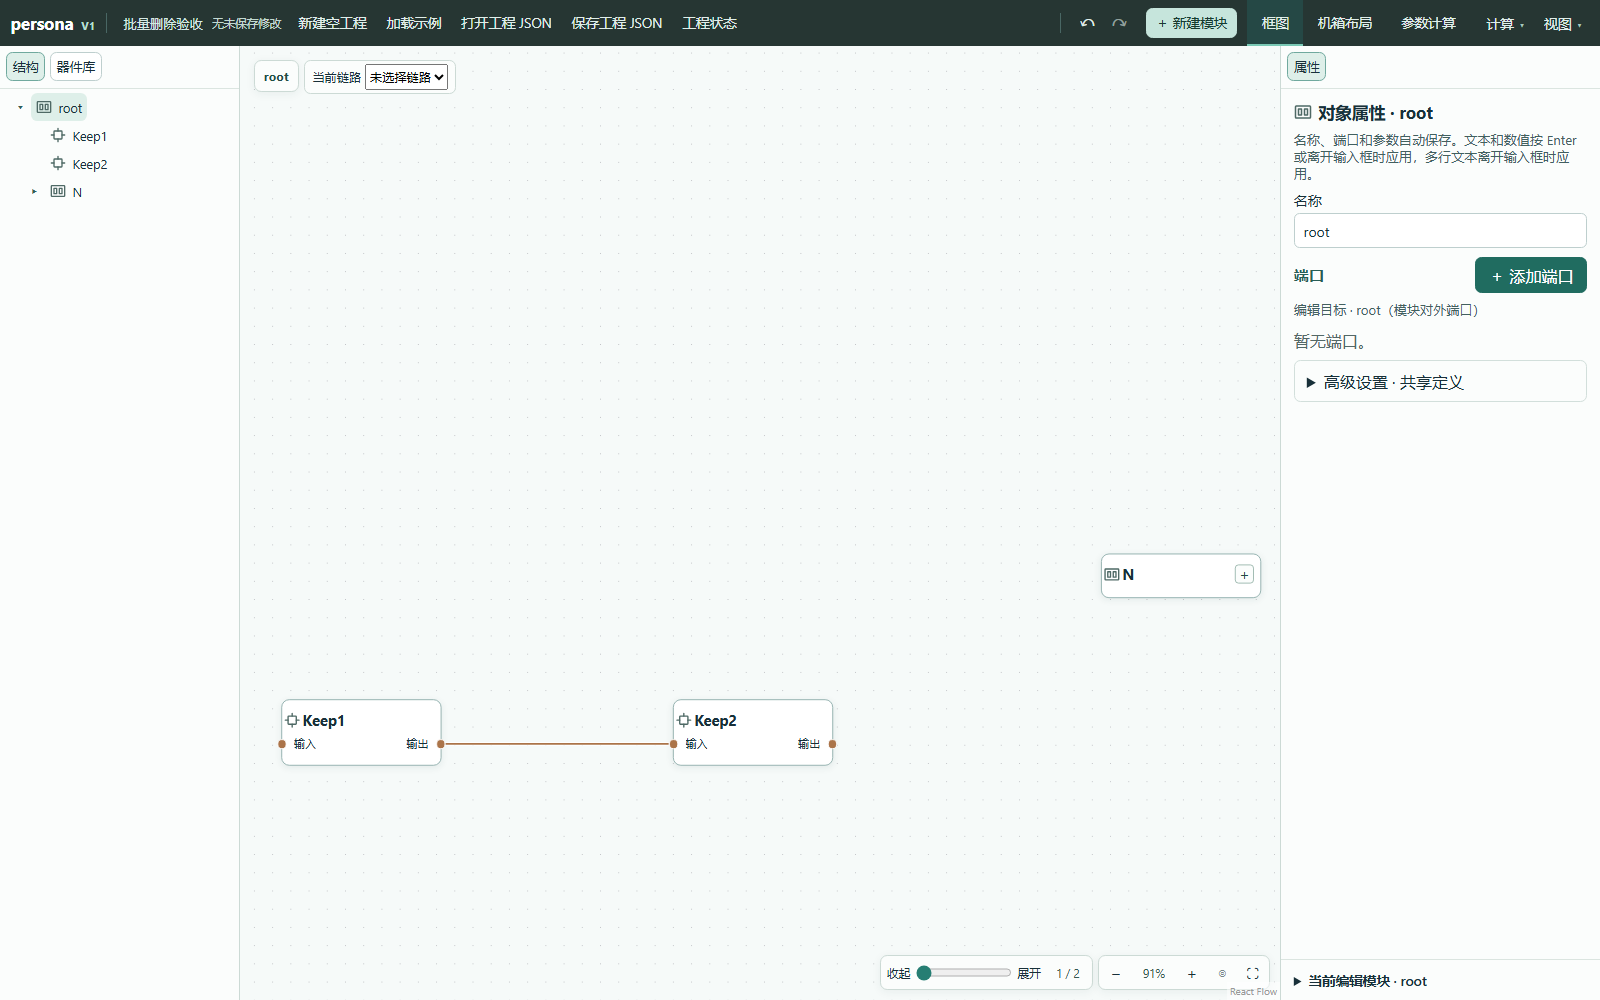 persona V1 批量删除验收 无未保存修改 新建空工程 加载示例 打开工程 JSON 保存工程 JSON 工程状态 + 新建模块 框图 机箱布局 参数计算 计算 视图
结构 器件库
root
Keep1
Keep2
N
root 当前链路 未选择链路
N +
Keep1
输入 输出
Keep2
输入 输出
收起 展开 1 / 2 − 91% +
React Flow
属性
对象属性 · root
名称、端口和参数自动保存。文本和数值按 Enter
或离开输入框时应用，多行文本离开输入框时应
用。
名称
root
端口 + 添加端口
编辑目标 · root（模块对外端口）
暂无端口。
高级设置 · 共享定义
当前编辑模块 · root